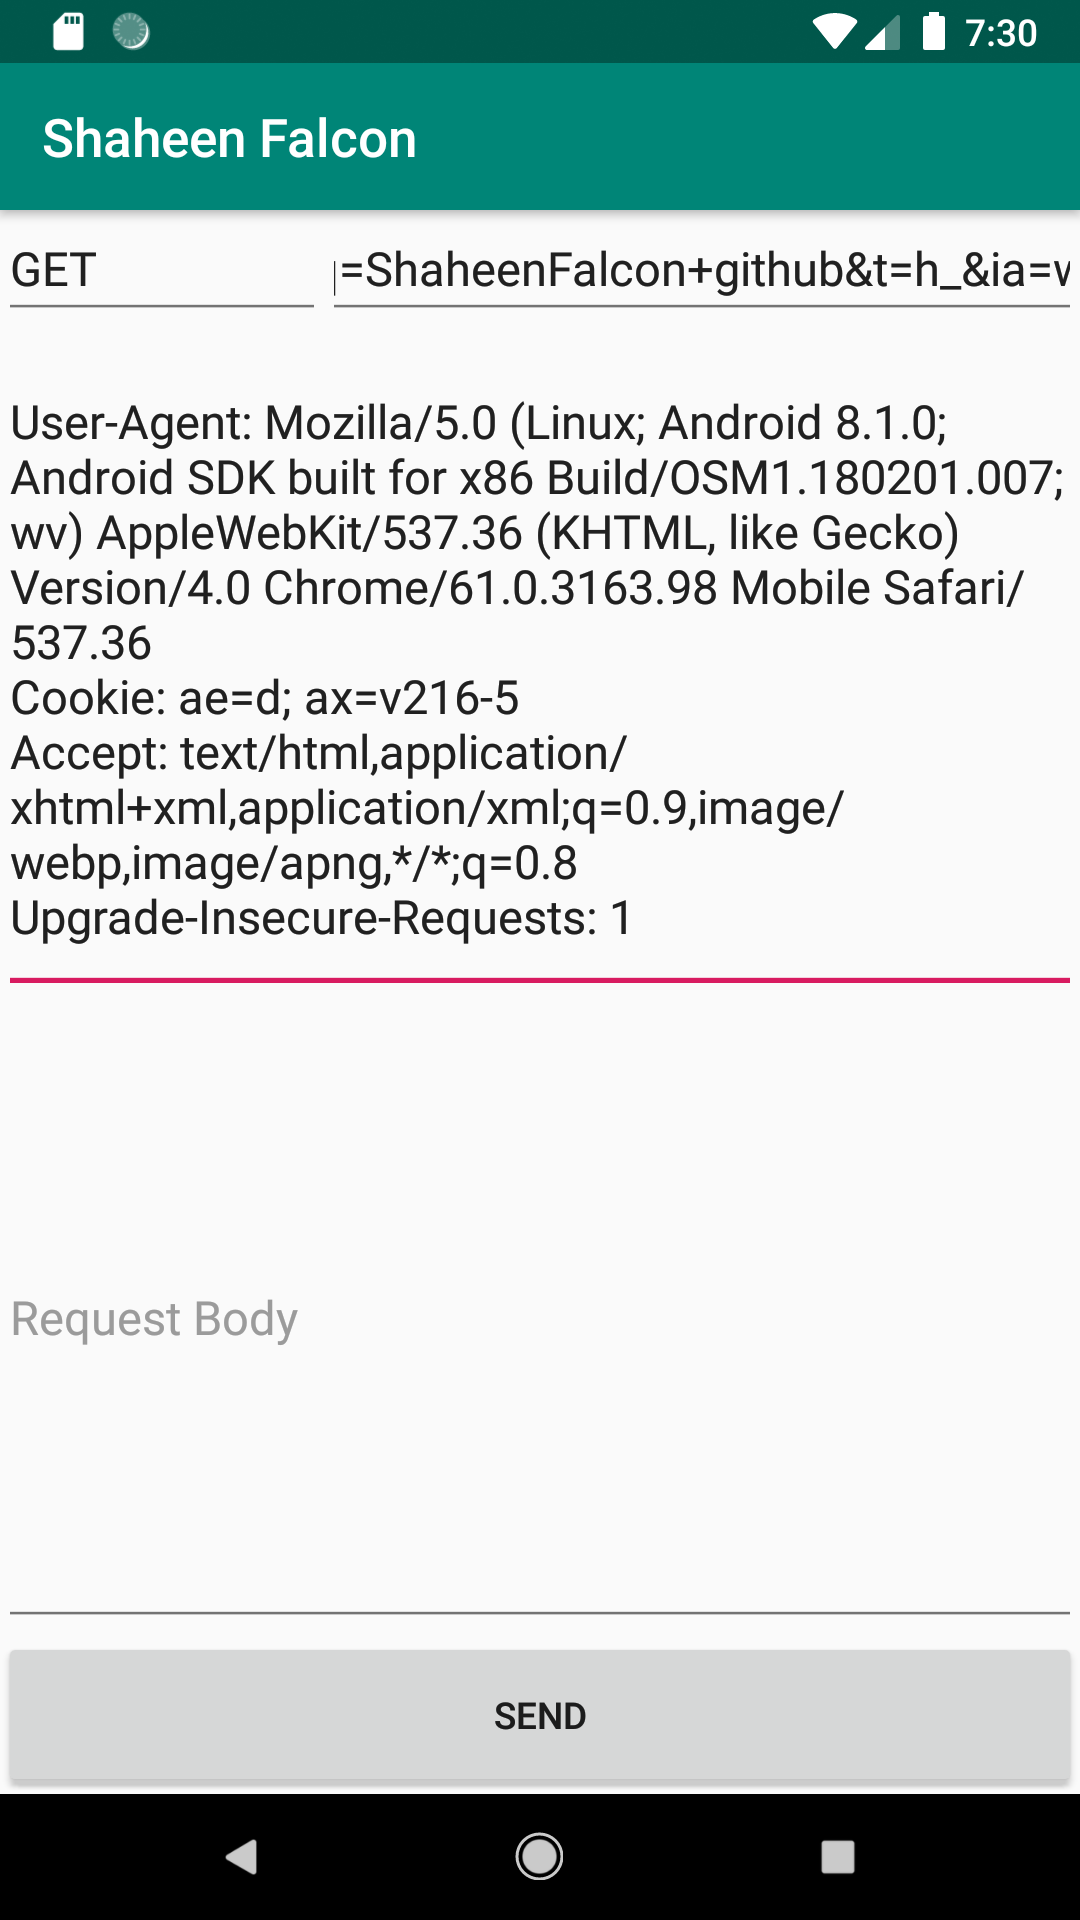 7:30
Shaheen Falcon
GET
=ShaheenFalcon+github&t=h_&ia=
User-Agent: Mozilla/5.0 (Linux; Android 8.1.0;
Android SDK built for x86 Build/OSM1.180201.007;
wv) AppleWebKit/537.36 (KHTML, like Gecko)
Version/4.0 Chrome/61.0.3163.98 Mobile Safari/
537.36
Cookie: ae=d; ax=v216-5
Accept: text/html,application/
xhtml+xml,application/xml;q=0.9,image/
webp,image/apng,*/*;q=0.8
Upgrade-Insecure-Requests: 1
Request Body
SEND